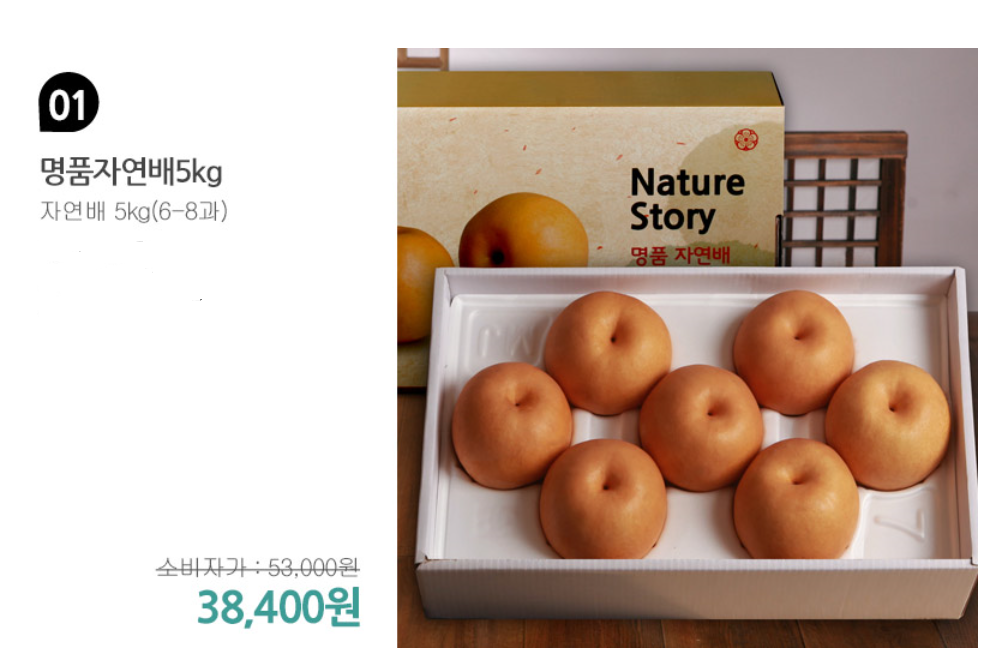 01
명품자연배5kg
자연배 5kg(6-8과)
Nature
Story
명품 자연배
7
소비자가 : 53,000원
38,400원